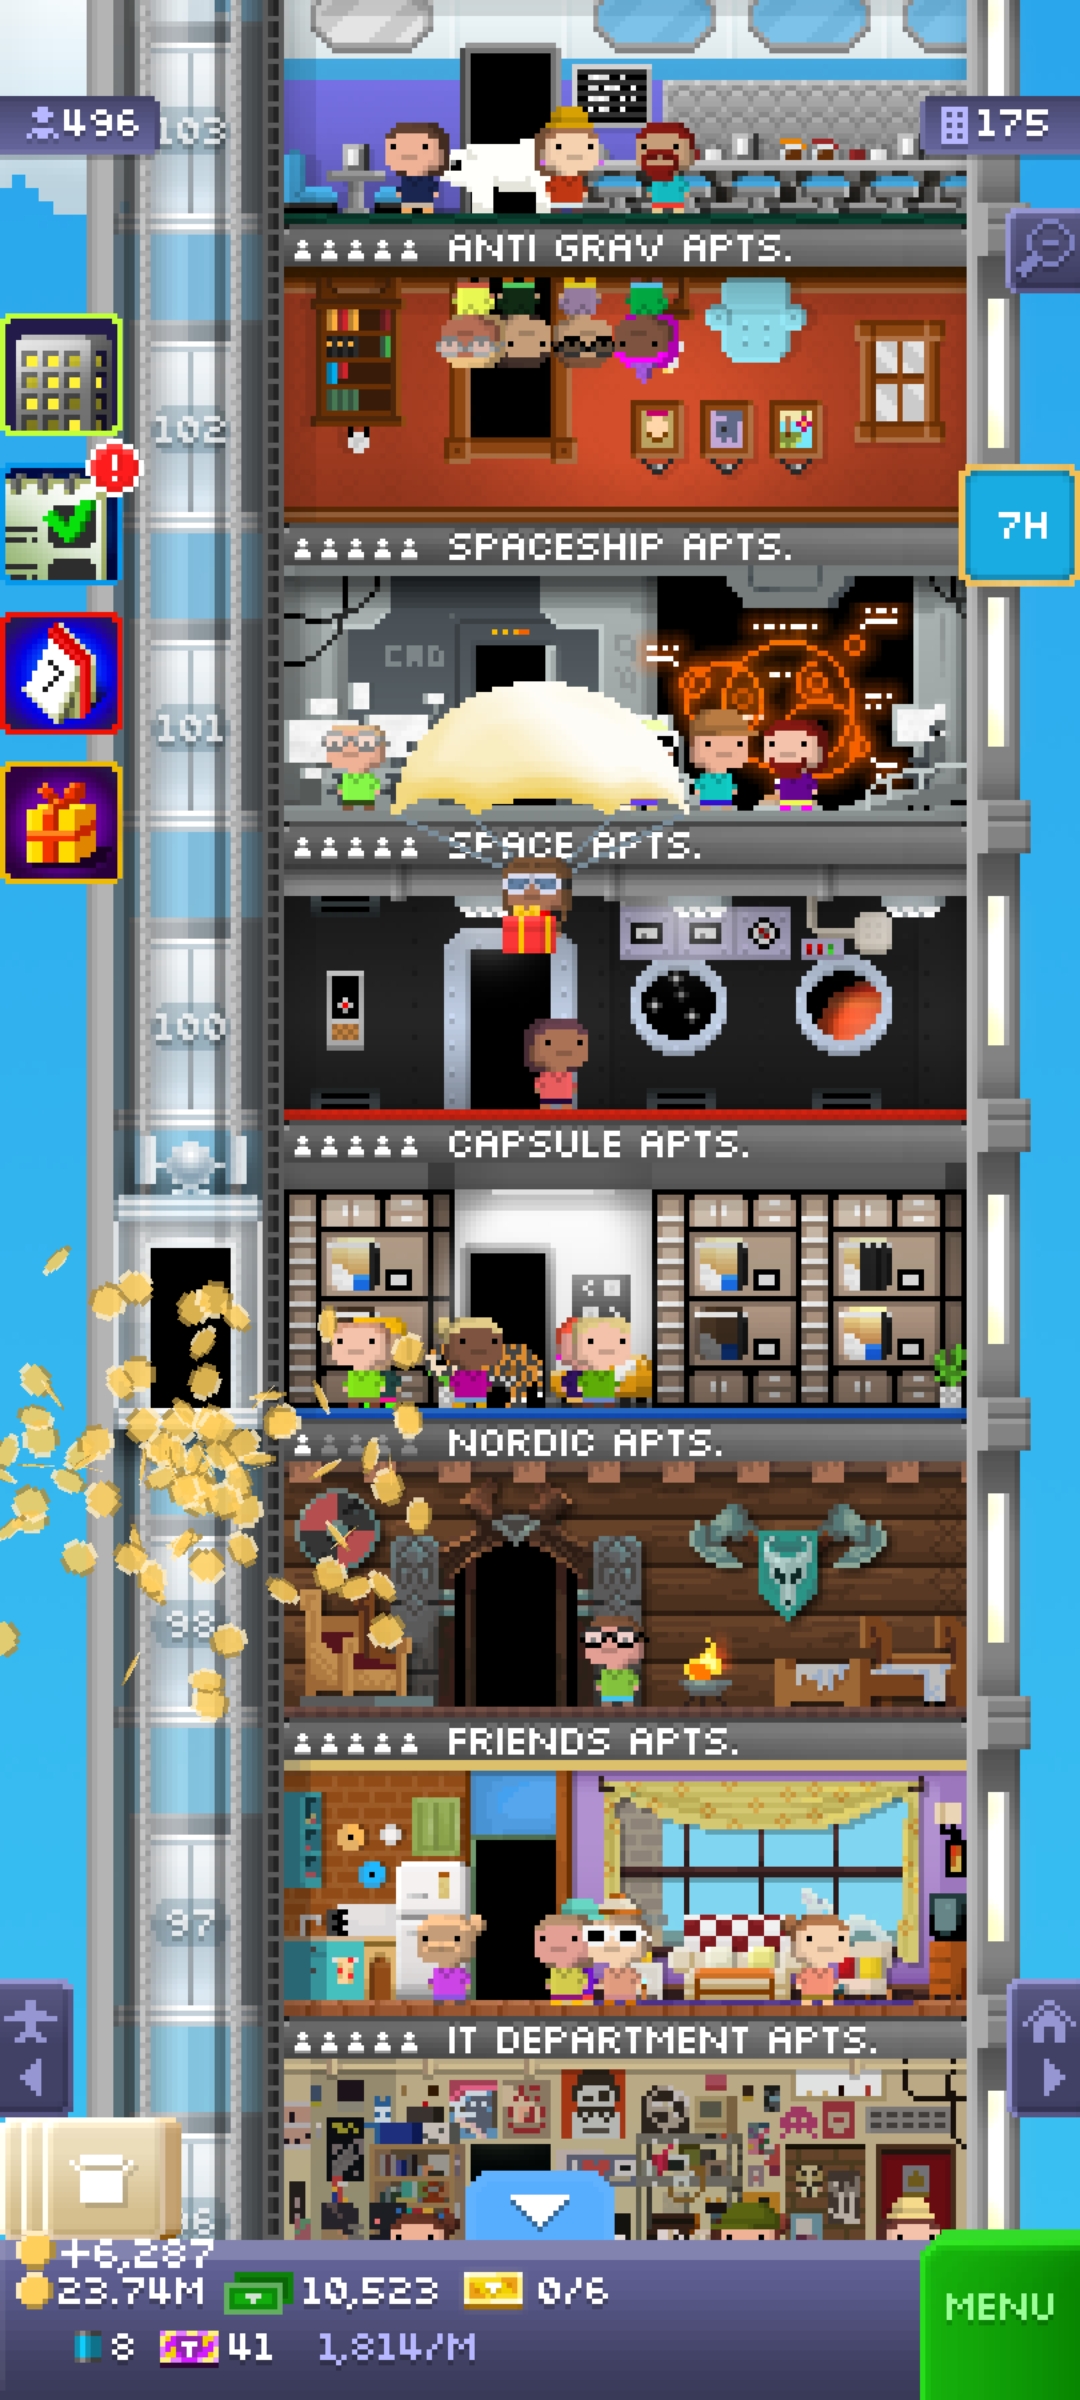 496
103
175
ANTI GRAV APTS.
102
7H
SPACESHIP APTS.
CMD
101
SPACE APTS.
100
CAPSULE APTS.
NORDIC APTS.
98
FRIENDS APTS.
97
IT DEPARTMENT APTS.
+6,287
23.74M
10,523
0/6
MENU
8
T
41
1,814/M